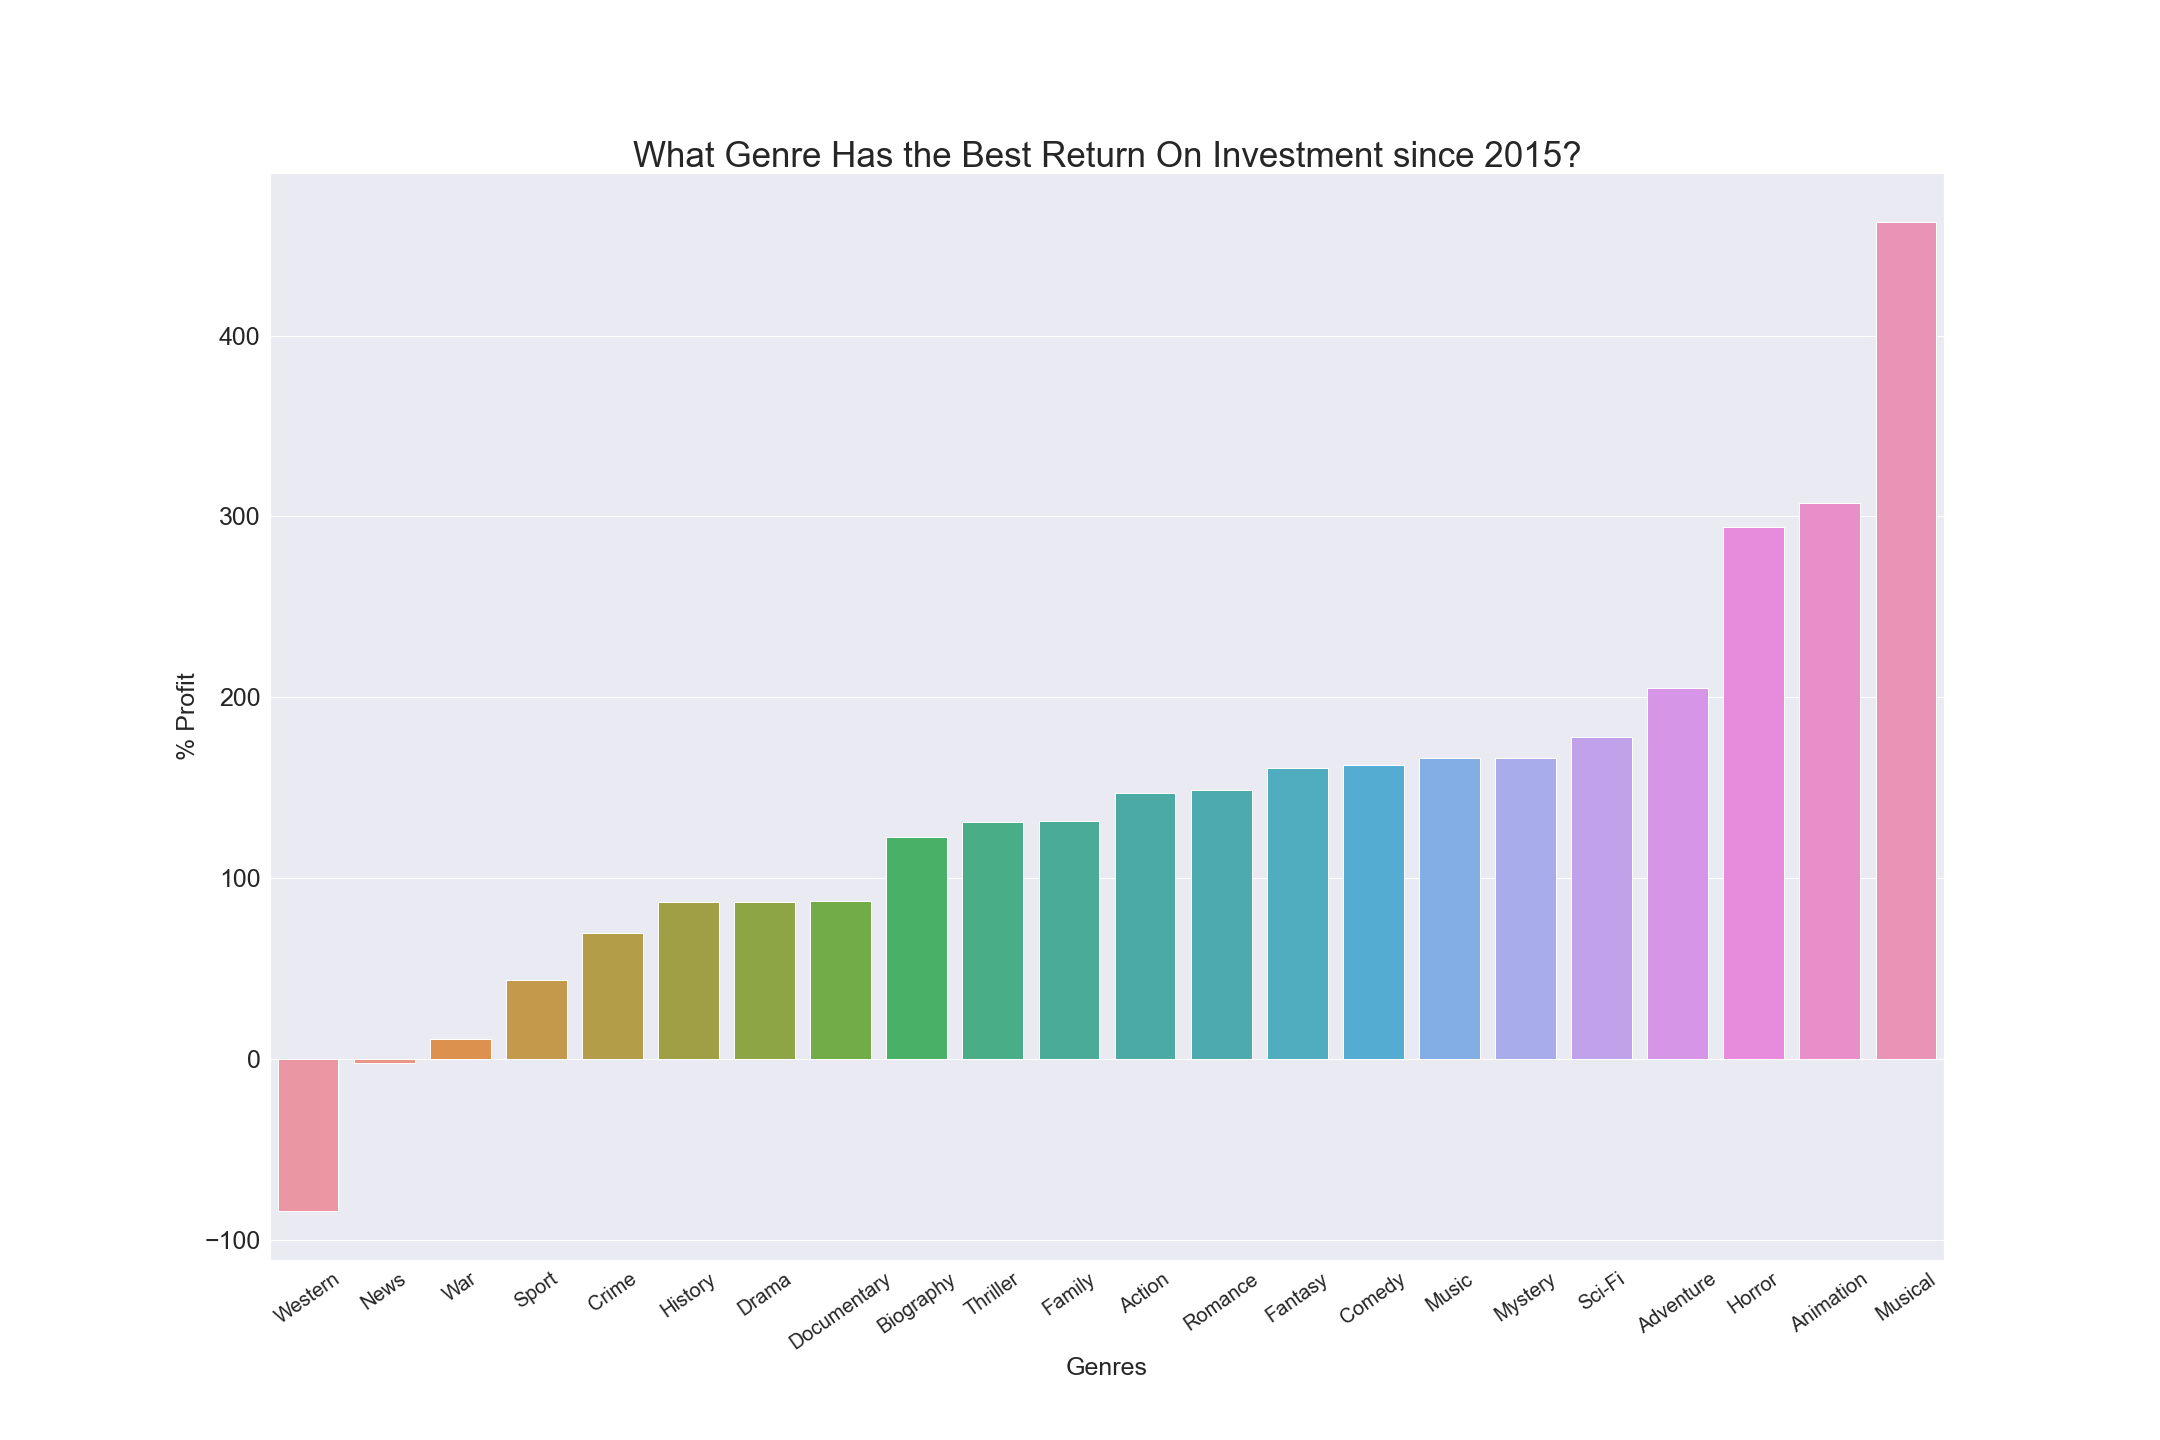 What Genre Has the Best Return On Investment since 2015?
400
300
200
100
0
−100
% Profit
Western
News
War
Sport
Crime
History
Drama
Documentary
Biography
Thriller
Family
Action
Romance
Fantasy
Comedy
Music
Mystery
Sci-Fi
Adventure
Horror
Animation
Musical
Genres